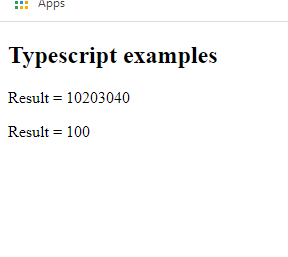 Apps
Typescript examples
Result = 10203040
Result = 100